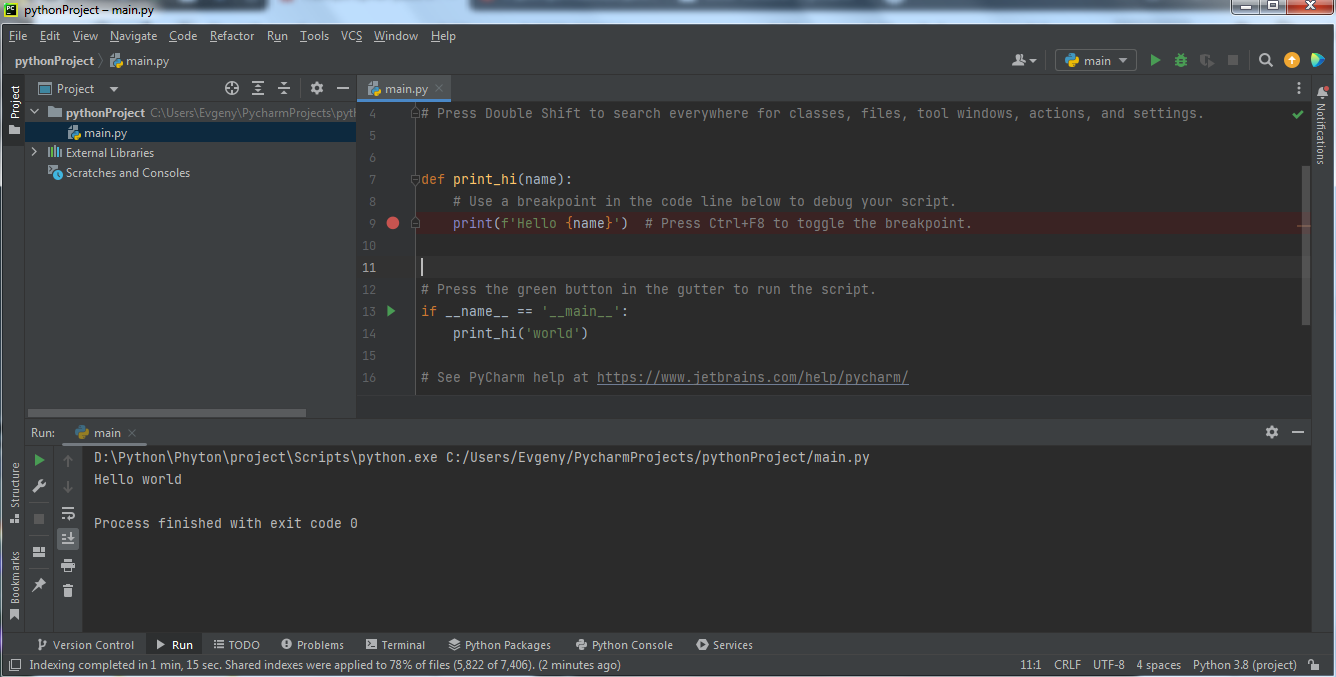 PC pythonProject – main.py
File Edit View Navigate Code Refactor Run Tools VCS Window Help
pythonProject main.py
main
Project
Project
main.py
pythonProject C:\Users\Evgeny\PycharmProjects\pyth
main.py
External Libraries
Scratches and Consoles
4 # Press Double Shift to search everywhere for classes, files, tool windows, actions, and settings.
5
6
7 def print_hi(name):
8 # Use a breakpoint in the code line below to debug your script.
9 print(f'Hello {name}') # Press Ctrl+F8 to toggle the breakpoint.
10
11
12 # Press the green button in the gutter to run the script.
13 if __name__ == '__main__':
14 print_hi('world')
15
16 # See PyCharm help at https://www.jetbrains.com/help/pycharm/
Notifications
Run: main
D:\Python\Phyton\project\Scripts\python.exe C:/Users/Evgeny/PycharmProjects/pythonProject/main.py
Hello world
Process finished with exit code 0
Structure
Bookmarks
Version Control Run TODO Problems Terminal Python Packages Python Console Services
Indexing completed in 1 min, 15 sec. Shared indexes were applied to 78% of files (5,822 of 7,406). (2 minutes ago) 11:1 CRLF UTF-8 4 spaces Python 3.8 (project)